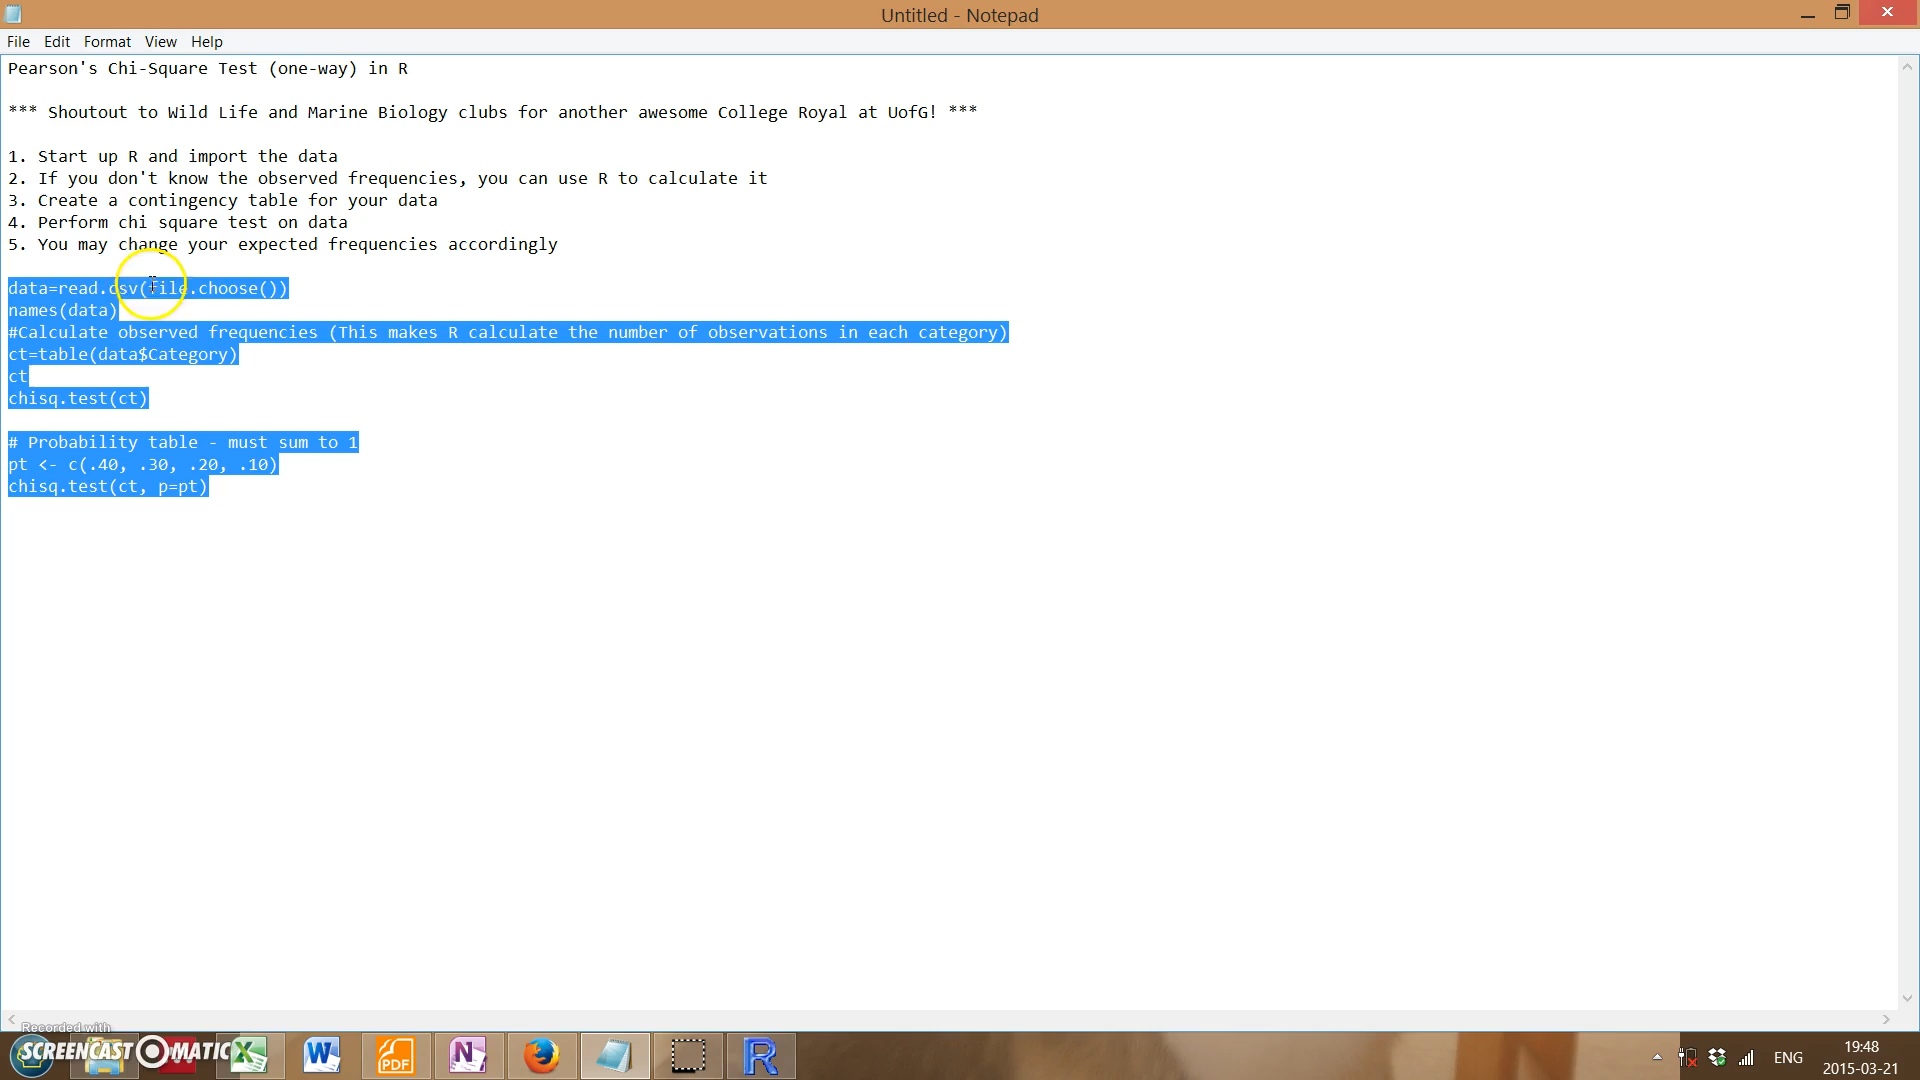 Untitled - Notepad
File Edit Format View Help
Pearson's Chi-Square Test (one-way) in R
*** Shoutout to Wild Life and Marine Biology clubs for another awesome College Royal at UofG! ***
1. Start up R and import the data
2. If you don't know the observed frequencies, you can use R to calculate it
3. Create a contingency table for your data
4. Perform chi square test on data
5. You may change your expected frequencies accordingly
data=read.csv(file.choose())
names(data)
#Calculate observed frequencies (This makes R calculate the number of observations in each category)
ct=table(data$Category)
ct
chisq.test(ct)
# Probability table - must sum to 1
pt <- c(.40, .30, .20, .10)
chisq.test(ct, p=pt)
Recorded with
SCREENCAST-O-MATIC
PDF
ENG
19:48
2015-03-21